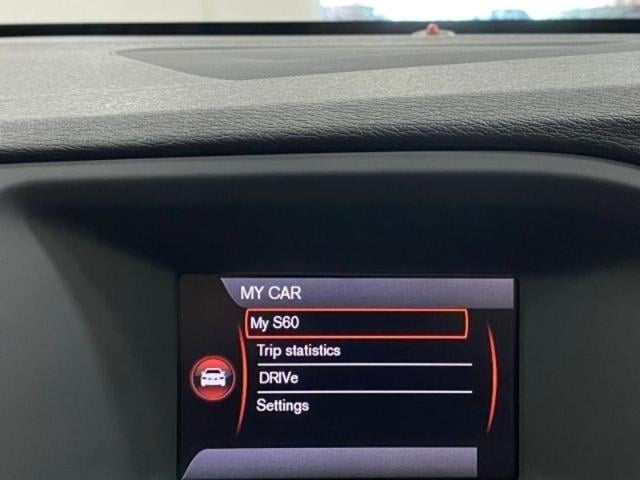 MY CAR
My S60
Trip statistics
DRIVe
Settings